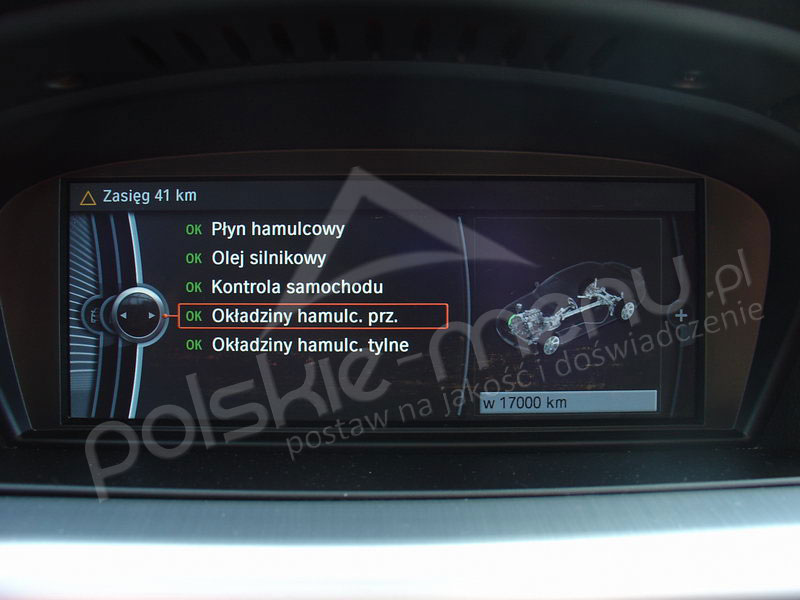 Zasięg 41 km
OK Płyn hamulcowy
OK Olej silnikowy
OK Kontrola samochodu
OK Okładziny hamulc. prz.
OK Okładziny hamulc. tylne
+
w 17000 km
polskie-menu.pl
postaw na jakość i doświadczenie